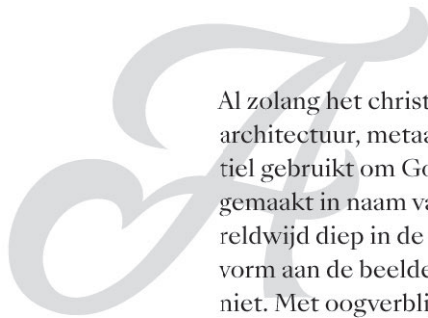 A
Al zolang het christ
architectuur, metaa
tiel gebruikt om Go
gemaakt in naam va
reldwijd diep in de
vorm aan de beelde
niet. Met oogverbli